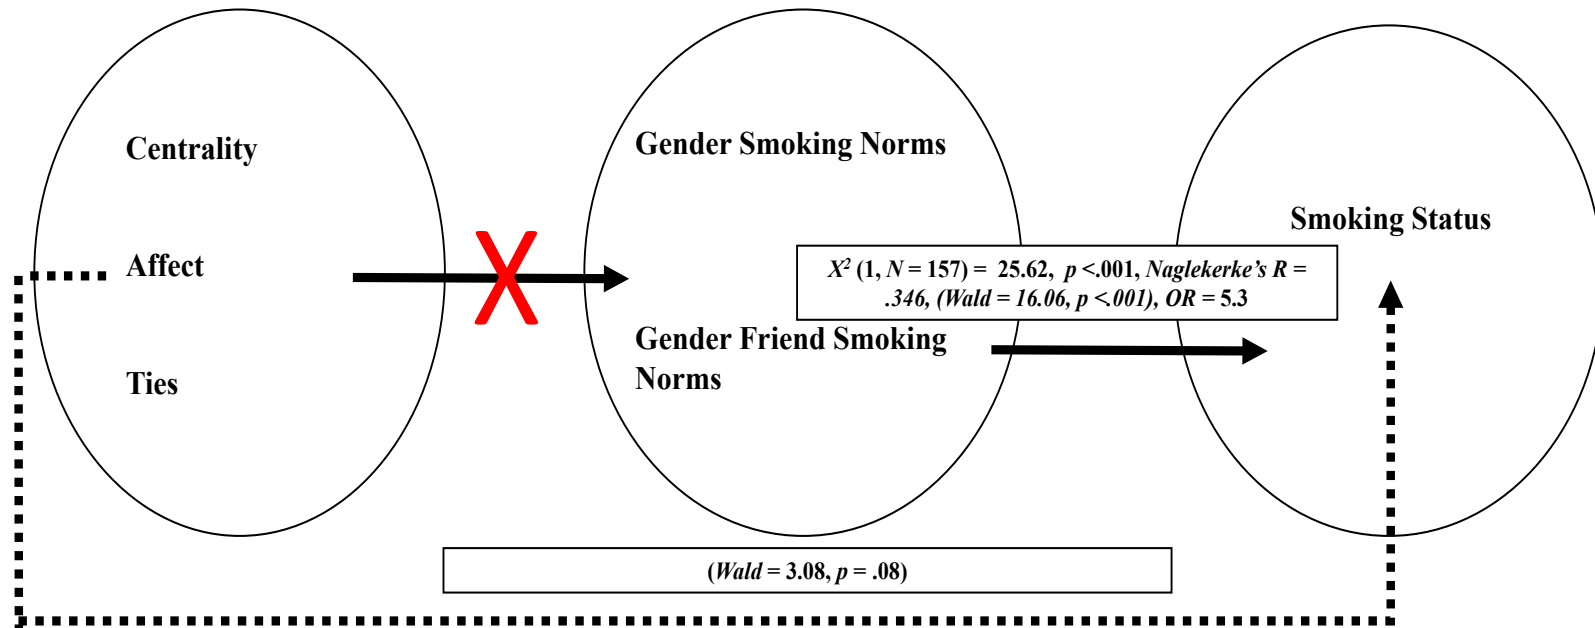 Centrality
Affect
Ties
X
Gender Smoking Norms
Gender Friend Smoking
Norms
X² (1, N = 157) = 25.62, p <.001, Naglekerke’s R =
.346, (Wald = 16.06, p <.001), OR = 5.3
Smoking Status
(Wald = 3.08, p = .08)